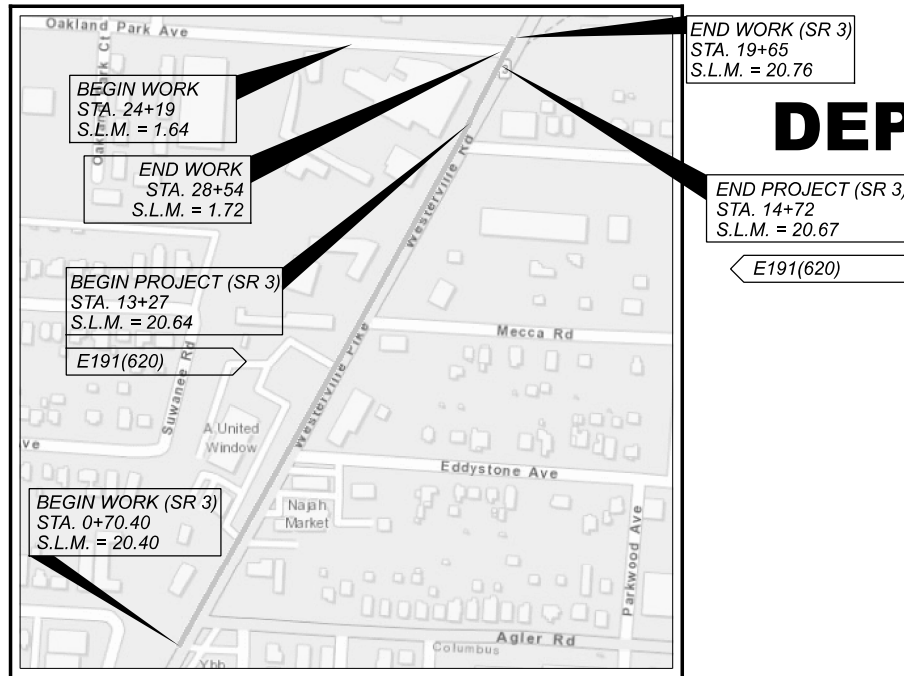 Oakland Park Ave
END WORK (SR 3)
STA. 19+65
S.L.M. = 20.76
BEGIN WORK
STA. 24+19
S.L.M. = 1.64
DEP
END WORK
STA. 28+54
S.L.M. = 1.72
Westerville Rd
END PROJECT (SR 3)
STA. 14+72
S.L.M. = 20.67
E191(620)
BEGIN PROJECT (SR 3)
STA. 13+27
S.L.M. = 20.64
E191(620)
Mecca Rd
Suwanee Rd
Westerville Pike
A United
Window
ve
Eddystone Ave
BEGIN WORK (SR 3)
STA. 0+70.40
S.L.M. = 20.40
Najah
Market
Parkwood Ave
Agler Rd
Columbus
Ybb